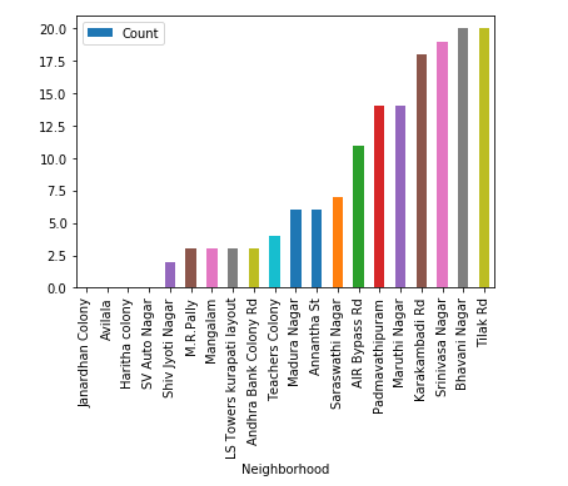 Count
20.0
17.5
15.0
12.5
10.0
7.5
5.0
2.5
0.0
Janardhan Colony
Avilala
Haritha colony
SV Auto Nagar
Shiv Jyoti Nagar
M.R.Pally
Mangalam
LS Towers kurapati layout
Andhra Bank Colony Rd
Teachers Colony
Madura Nagar
Annantha St
Saraswathi Nagar
AIR Bypass Rd
Padmavathipuram
Maruthi Nagar
Karakambadi Rd
Srinivasa Nagar
Bhavani Nagar
Tilak Rd
Neighborhood